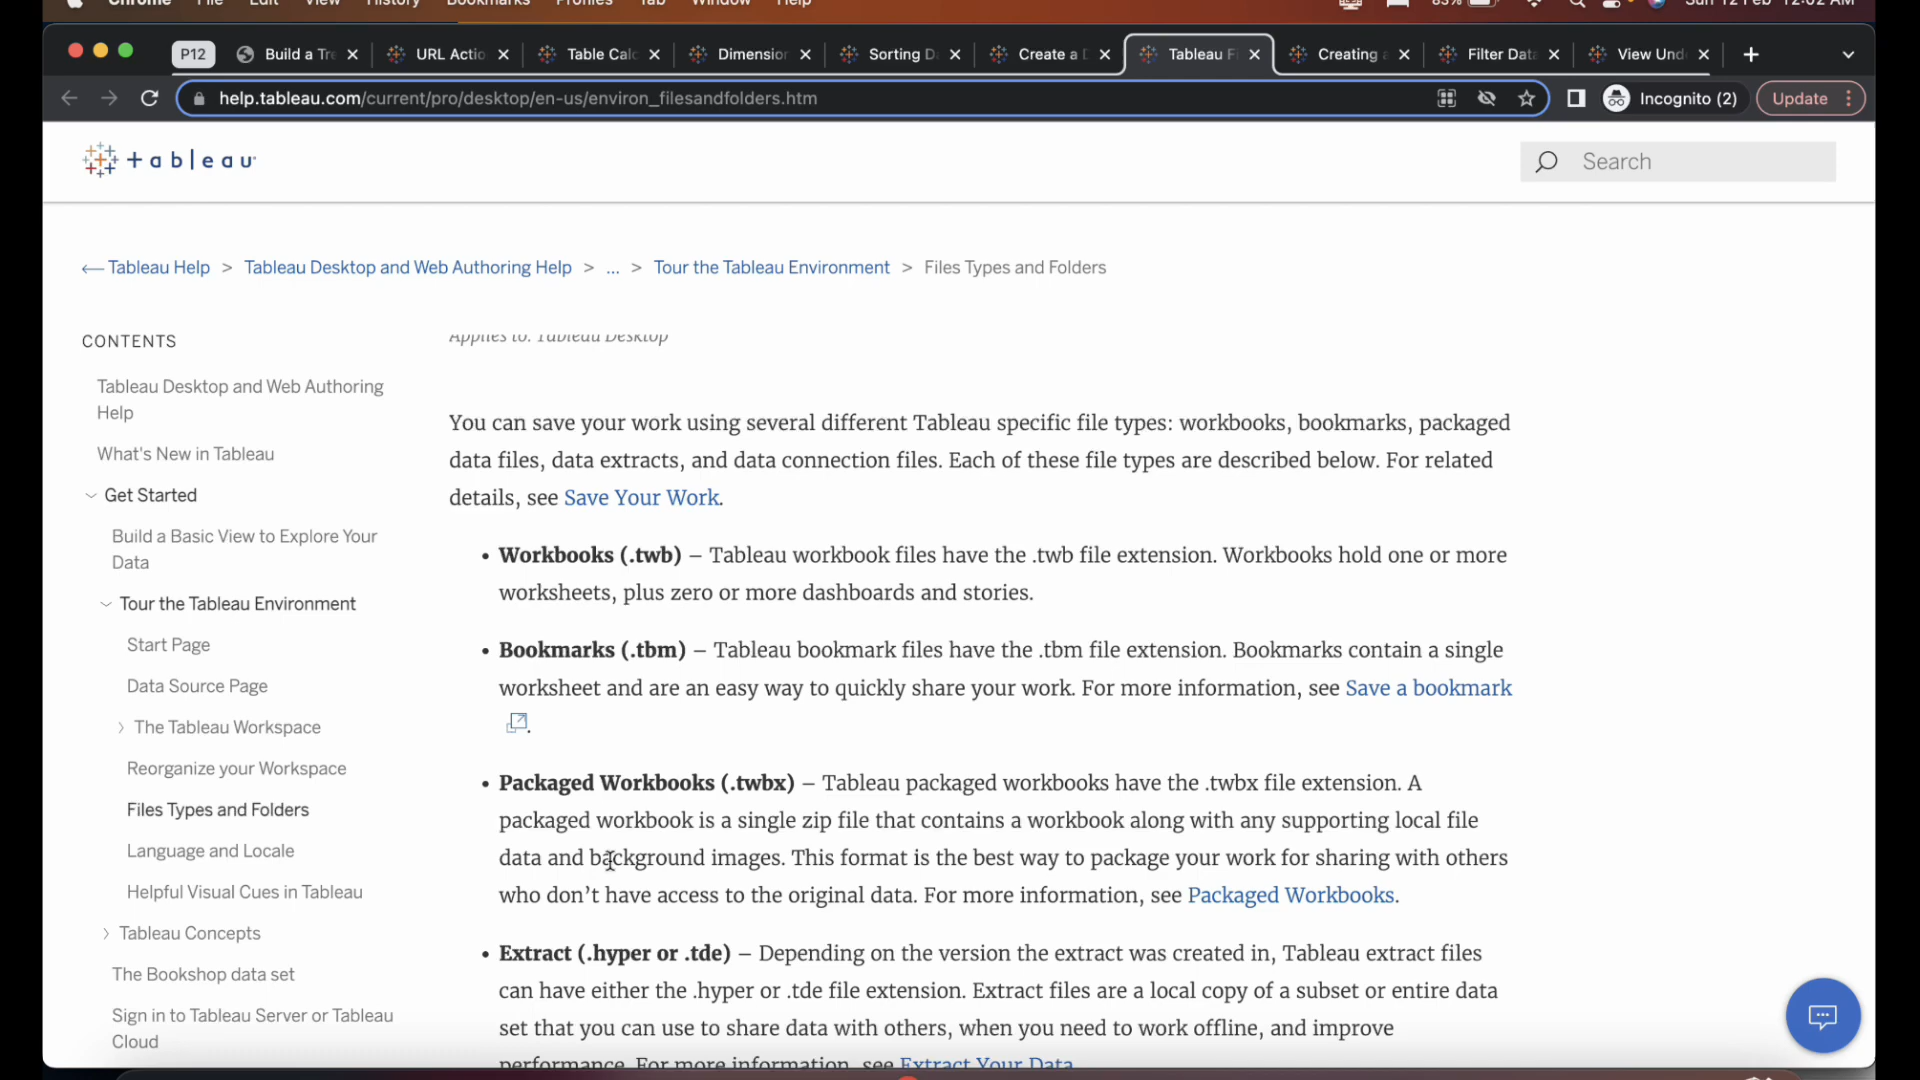 Chrome File Edit View History Bookmarks Profiles Tab Window Help 83% Sun 12 Feb 12:02 AM
P12 Build a Tre URL Actio Table Calc Dimension Sorting Da Create a D Tableau Fi Creating a Filter Data View Unde
help.tableau.com/current/pro/desktop/en-us/environ_filesandfolders.htm Incognito (2) Update
+ableau Search
Tableau Help > Tableau Desktop and Web Authoring Help > ... > Tour the Tableau Environment > Files Types and Folders
CONTENTS
Tableau Desktop and Web Authoring
Help
What's New in Tableau
Get Started
Build a Basic View to Explore Your
Data
Tour the Tableau Environment
Start Page
Data Source Page
The Tableau Workspace
Reorganize your Workspace
Files Types and Folders
Language and Locale
Helpful Visual Cues in Tableau
Tableau Concepts
The Bookshop data set
Sign in to Tableau Server or Tableau
Cloud
Applies to: Tableau Desktop
You can save your work using several different Tableau specific file types: workbooks, bookmarks, packaged
data files, data extracts, and data connection files. Each of these file types are described below. For related
details, see Save Your Work.
• Workbooks (.twb) – Tableau workbook files have the .twb file extension. Workbooks hold one or more
worksheets, plus zero or more dashboards and stories.
• Bookmarks (.tbm) – Tableau bookmark files have the .tbm file extension. Bookmarks contain a single
worksheet and are an easy way to quickly share your work. For more information, see Save a bookmark
.
• Packaged Workbooks (.twbx) – Tableau packaged workbooks have the .twbx file extension. A
packaged workbook is a single zip file that contains a workbook along with any supporting local file
data and background images. This format is the best way to package your work for sharing with others
who don’t have access to the original data. For more information, see Packaged Workbooks.
• Extract (.hyper or .tde) – Depending on the version the extract was created in, Tableau extract files
can have either the .hyper or .tde file extension. Extract files are a local copy of a subset or entire data
set that you can use to share data with others, when you need to work offline, and improve
performance. For more information, see Extract Your Data.